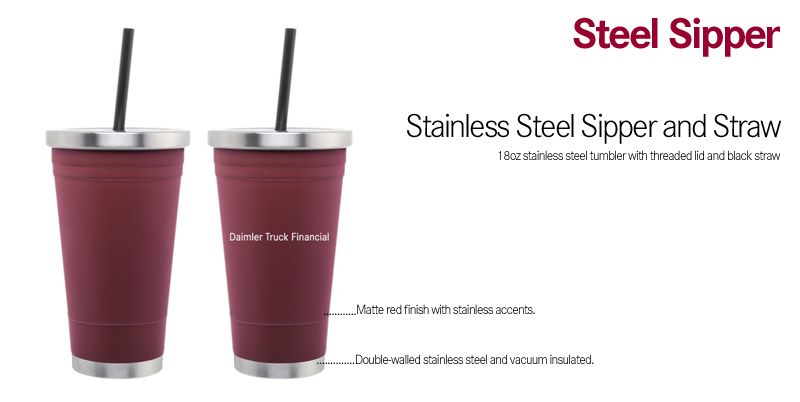 Steel Sipper
Stainless Steel Sipper and Straw
18oz stainless steel tumbler with threaded lid and black straw
Daimler Truck Financial
Matte red finish with stainless accents.
Double-walled stainless steel and vacuum insulated.